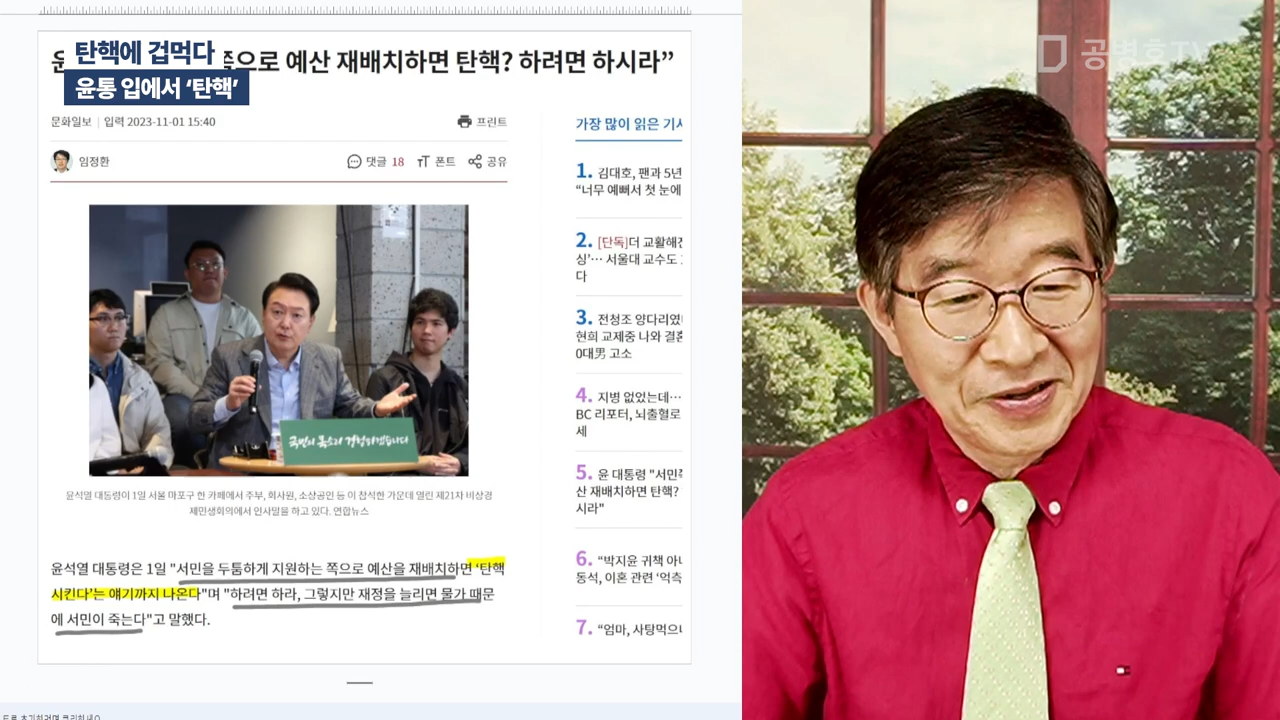 탄핵에 겁먹다
윤통 입에서 ‘탄핵’
쪽으로 예산 재배치하면 탄핵? 하려면 하시라”
공병호TV
문화일보 | 입력 2023-11-01 15:40
프린트
임정환
댓글 18
폰트
공유
국민의 목소리 경청하겠습니다
윤석열 대통령이 1일 서울 마포구 한 카페에서 주부, 회사원, 소상공인 등 이 참석한 가운데 열린 제21차 비상경
제민생회의에서 인사말을 하고 있다. 연합뉴스
윤석열 대통령은 1일 "서민을 두툼하게 지원하는 쪽으로 예산을 재배치하면 ‘탄핵
시킨다’는 얘기까지 나온다"며 "하려면 하라, 그렇지만 재정을 늘리면 물가 때문
에 서민이 죽는다"고 말했다.
가장 많이 읽은 기사
1. 김대호, 팬과 5년
“너무 예뻐서 첫 눈에
2. [단독]더 교활해진
싱’… 서울대 교수도
다
3. 전청조 양다리였
현희 교제중 나와 결혼
0대男 고소
4. 지병 없었는데…
BC 리포터, 뇌출혈로
세
5. 윤 대통령 "서민쪽
산 재배치하면 탄핵?
시라"
6. “박지윤 귀책 아니
동석, 이혼 관련 ‘억측
7. “엄마, 사탕먹으